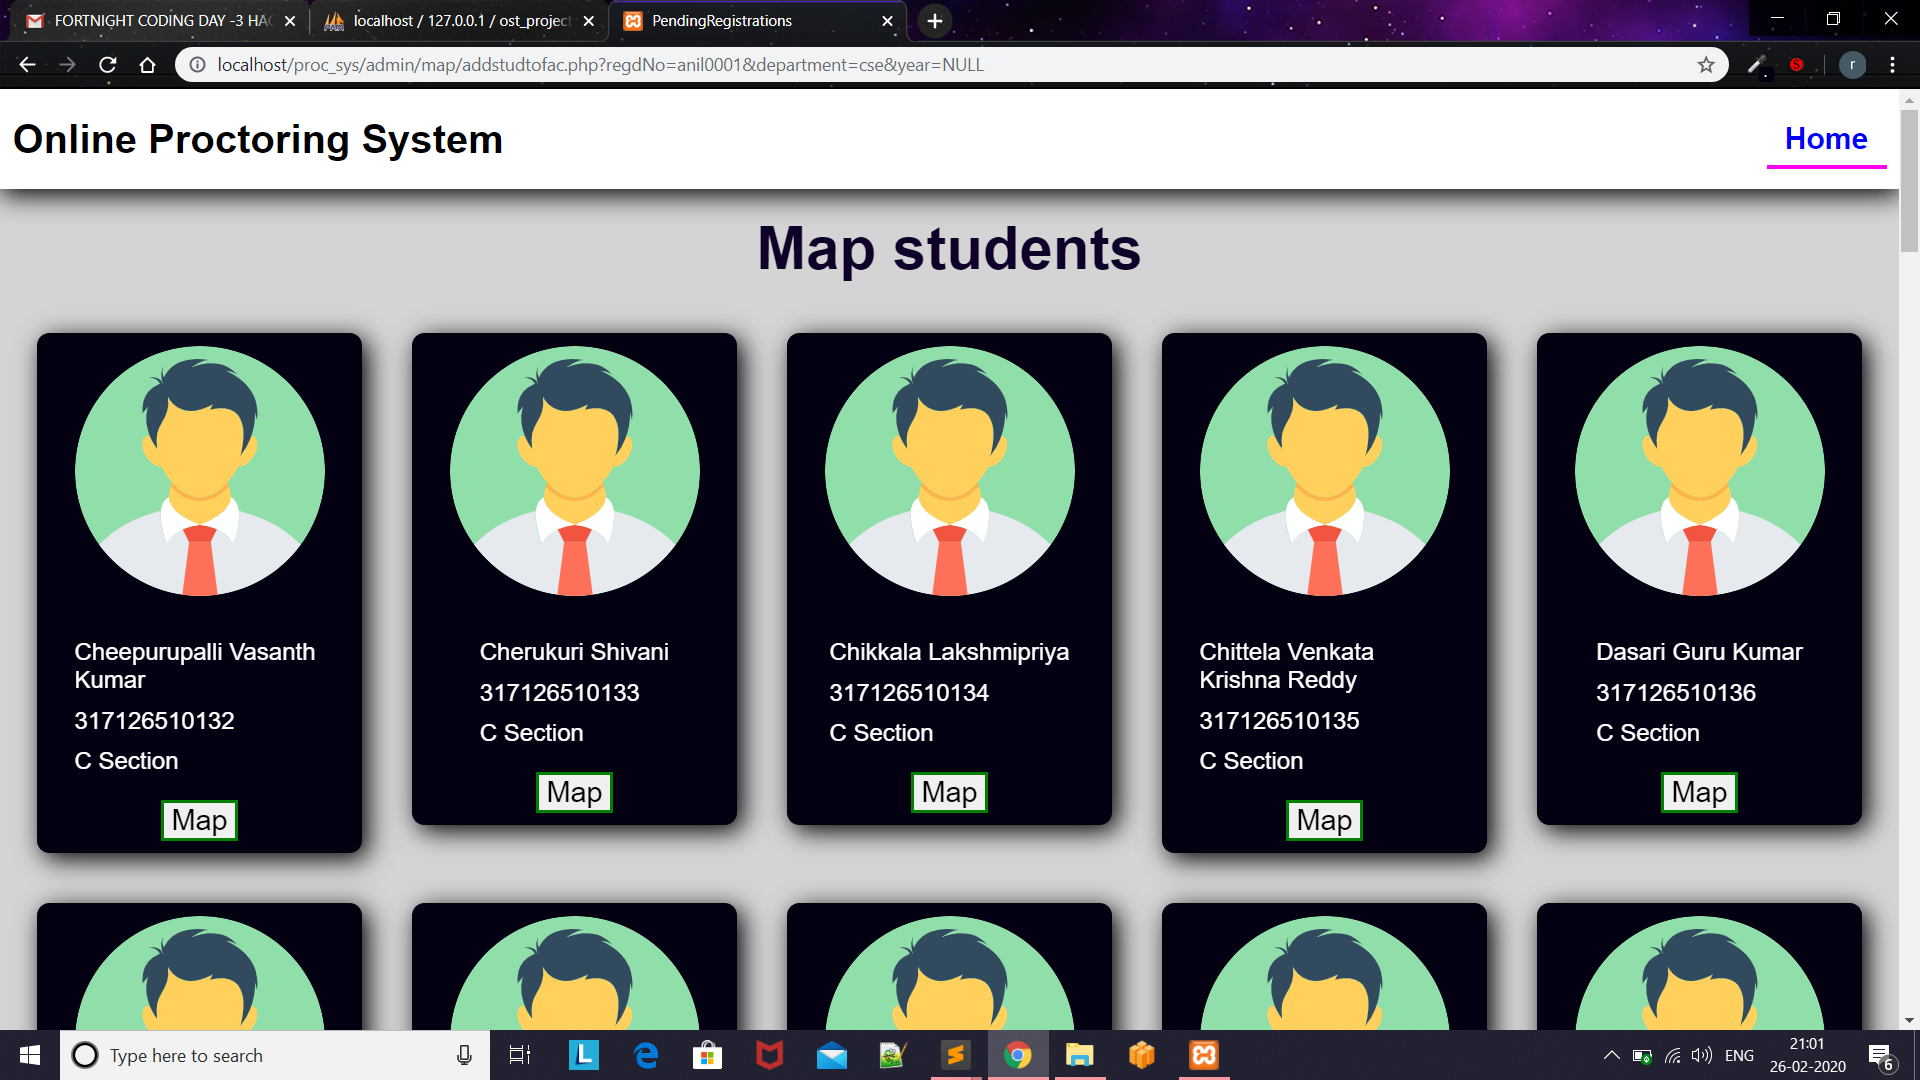 FORTNIGHT CODING DAY -3 HAC
localhost / 127.0.0.1 / ost_project
PendingRegistrations
localhost/proc_sys/admin/map/addstudtofac.php?regdNo=anil0001&department=cse&year=NULL
r
Online Proctoring System
Home
Map students
Cheepurupalli Vasanth
Kumar
317126510132
C Section
Map
Cherukuri Shivani
317126510133
C Section
Map
Chikkala Lakshmipriya
317126510134
C Section
Map
Chittela Venkata
Krishna Reddy
317126510135
C Section
Map
Dasari Guru Kumar
317126510136
C Section
Map
Type here to search
L
ENG
21:01
26-02-2020
6